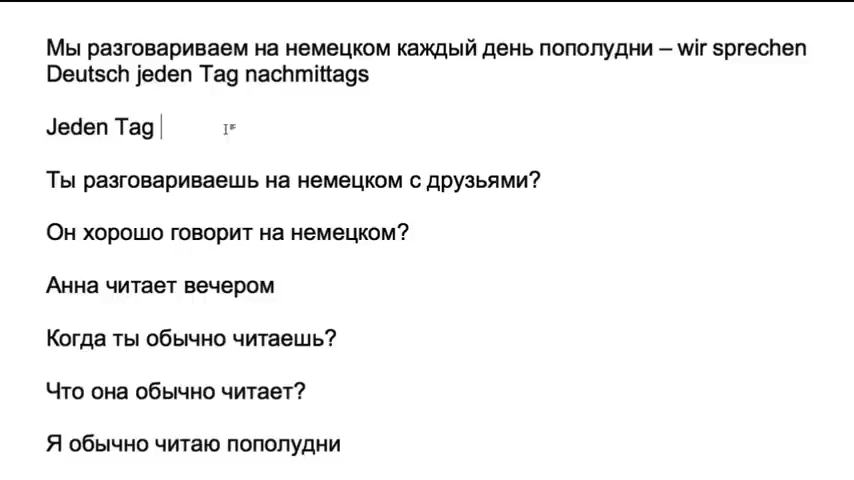 Мы разговариваем на немецком каждый день пополудни – wir sprechen
Deutsch jeden Tag nachmittags
Jeden Tag
Ты разговариваешь на немецком с друзьями?
Он хорошо говорит на немецком?
Анна читает вечером
Когда ты обычно читаешь?
Что она обычно читает?
Я обычно читаю пополудни